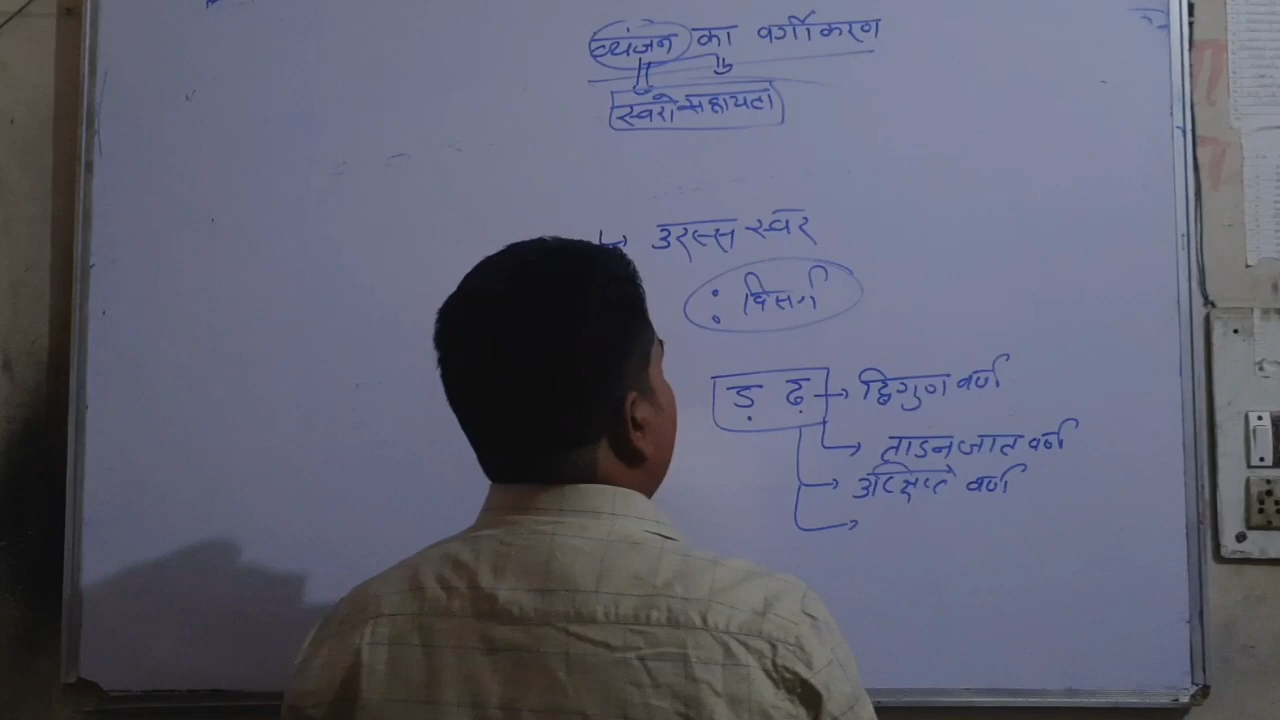 व्यंजन का वर्गीकरण
स्वरो सहायता
उरस्स स्वर
: विसर्ग
ड़ ढ़ → द्विगुण वर्ण
ताडनजात वर्ण
उत्क्षिप्त वर्ण